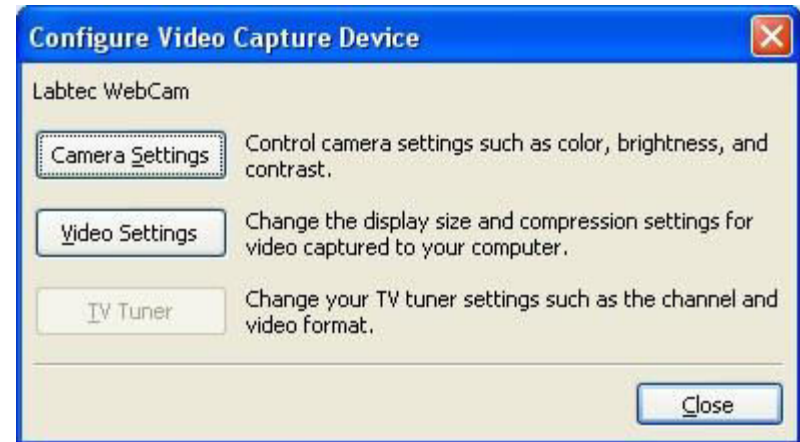 Configure Video Capture Device
Labtec WebCam
Camera Settings
Control camera settings such as color, brightness, and
contrast.
Video Settings
Change the display size and compression settings for
video captured to your computer.
TV Tuner
Change your TV tuner settings such as the channel and
video format.
Close